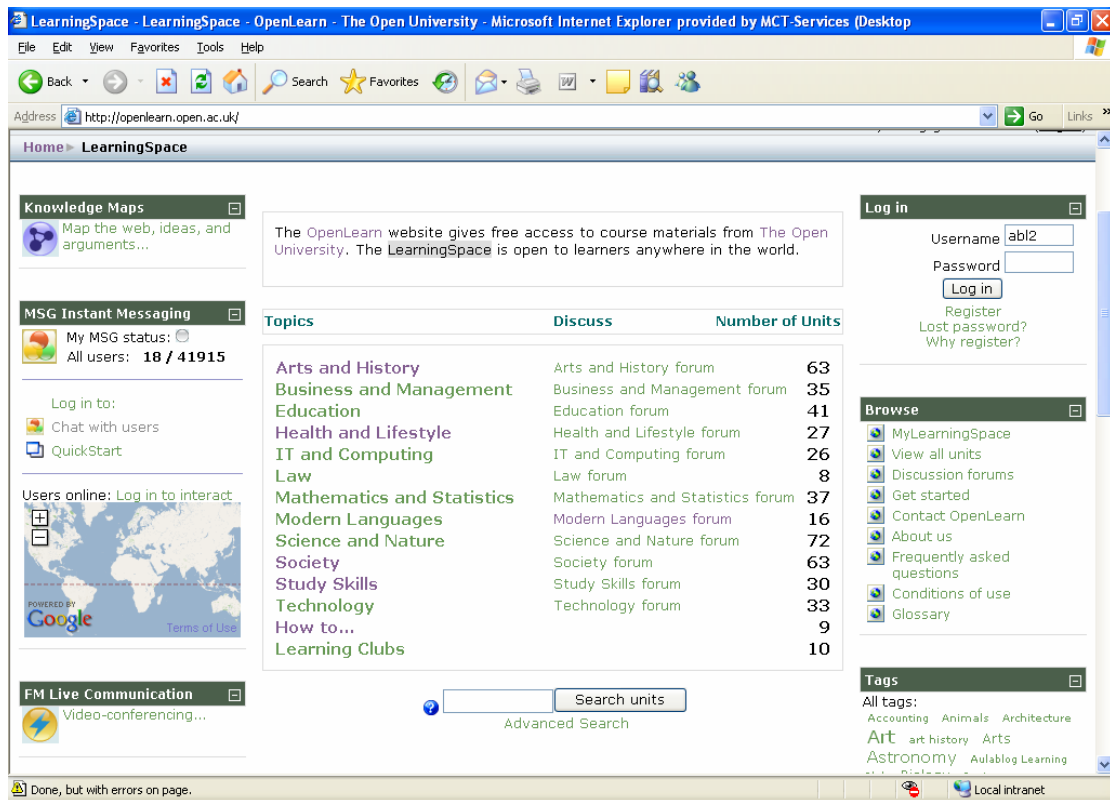 LearningSpace - LearningSpace - OpenLearn - The Open University - Microsoft Internet Explorer provided by MCT-Services (Desktop
File Edit View Favorites Tools Help
Back Search Favorites
Address http://openlearn.open.ac.uk/ Go Links »
Home LearningSpace
Knowledge Maps
Map the web, ideas, and
arguments...
MSG Instant Messaging
My MSG status:
All users: 18 / 41915
Log in to:
Chat with users
QuickStart
Users online: Log in to interact
POWERED BY
Google
Terms of Use
FM Live Communication
Video-conferencing...
The OpenLearn website gives free access to course materials from The Open
University. The LearningSpace is open to learners anywhere in the world.
Topics Discuss Number of Units
Arts and History Arts and History forum 63
Business and Management Business and Management forum 35
Education Education forum 41
Health and Lifestyle Health and Lifestyle forum 27
IT and Computing IT and Computing forum 26
Law Law forum 8
Mathematics and Statistics Mathematics and Statistics forum 37
Modern Languages Modern Languages forum 16
Science and Nature Science and Nature forum 72
Society Society forum 63
Study Skills Study Skills forum 30
Technology Technology forum 33
How to... 9
Learning Clubs 10
Search units
Advanced Search
Log in
Username abl2
Password
Log in
Register
Lost password?
Why register?
Browse
MyLearningSpace
View all units
Discussion forums
Get started
Contact OpenLearn
About us
Frequently asked
questions
Conditions of use
Glossary
Tags
All tags:
Accounting Animals Architecture
Art art history Arts
Astronomy Aulablog Learning
Done, but with errors on page. Local intranet